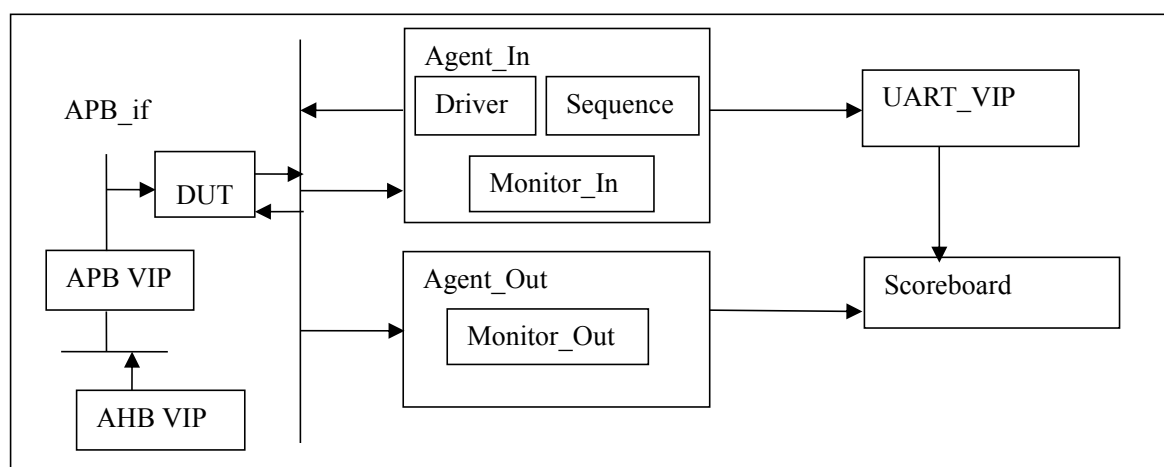 Agent_In
Driver
Sequence
Monitor_In
UART_VIP
APB_if
DUT
APB VIP
AHB VIP
Agent_Out
Monitor_Out
Scoreboard